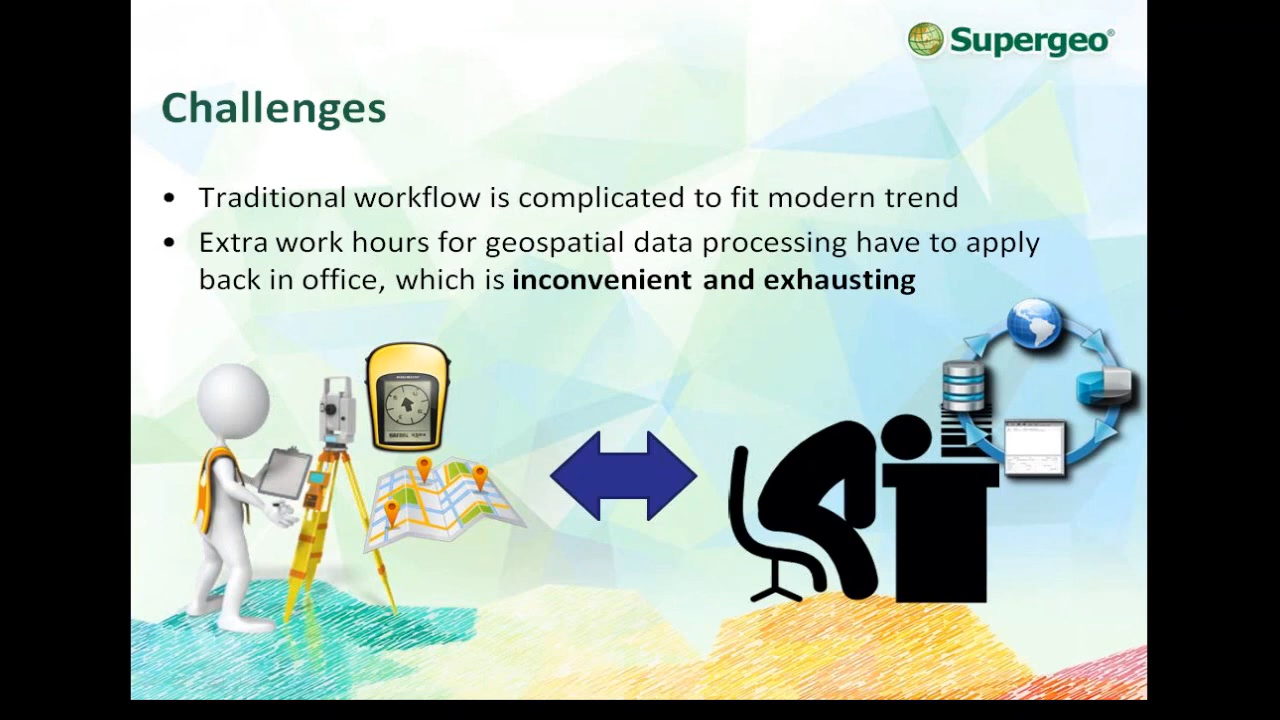 Supergeo®
Challenges
• Traditional workflow is complicated to fit modern trend
• Extra work hours for geospatial data processing have to apply
back in office, which is inconvenient and exhausting